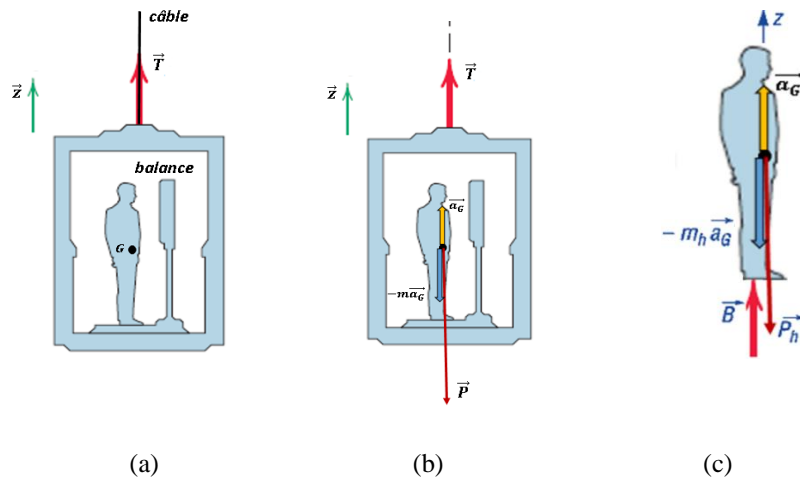 câble
T
z
balance
G
(a)
T
z
a_G
-ma_G
P
(b)
z
a_G
- m_h a_G
B
P_h
(c)